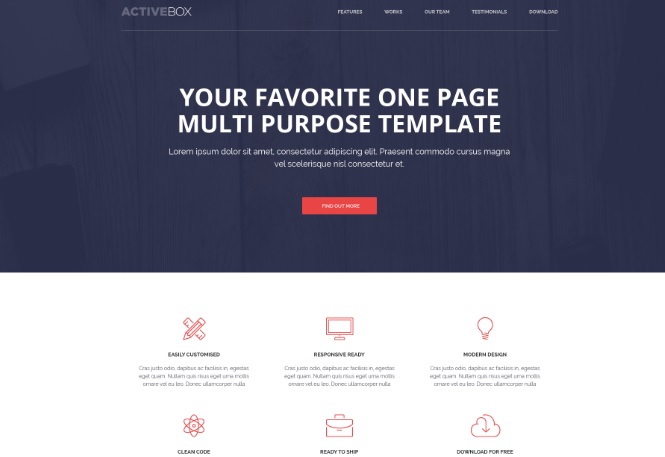 ACTIVEBOX
FEATURES WORKS OUR TEAM TESTIMONIALS DOWNLOAD
YOUR FAVORITE ONE PAGE
MULTI PURPOSE TEMPLATE
Lorem ipsum dolor sit amet, consectetur adipiscing elit. Praesent commodo cursus magna
vel scelerisque nisl consectetur et.
FIND OUT MORE
EASILY CUSTOMISED
Cras justo odio, dapibus ac facilisis in, egestas
eget quam. Nullam quis risus eget urna mollis
ornare vel eu leo. Donec ullamcorper nulla
RESPONSIVE READY
Cras justo odio, dapibus ac facilisis in, egestas
eget quam. Nullam quis risus eget urna mollis
ornare vel eu leo. Donec ullamcorper nulla
MODERN DESIGN
Cras justo odio, dapibus ac facilisis in, egestas
eget quam. Nullam quis risus eget urna mollis
ornare vel eu leo. Donec ullamcorper nulla
CLEAN CODE
READY TO SHIP
DOWNLOAD FOR FREE